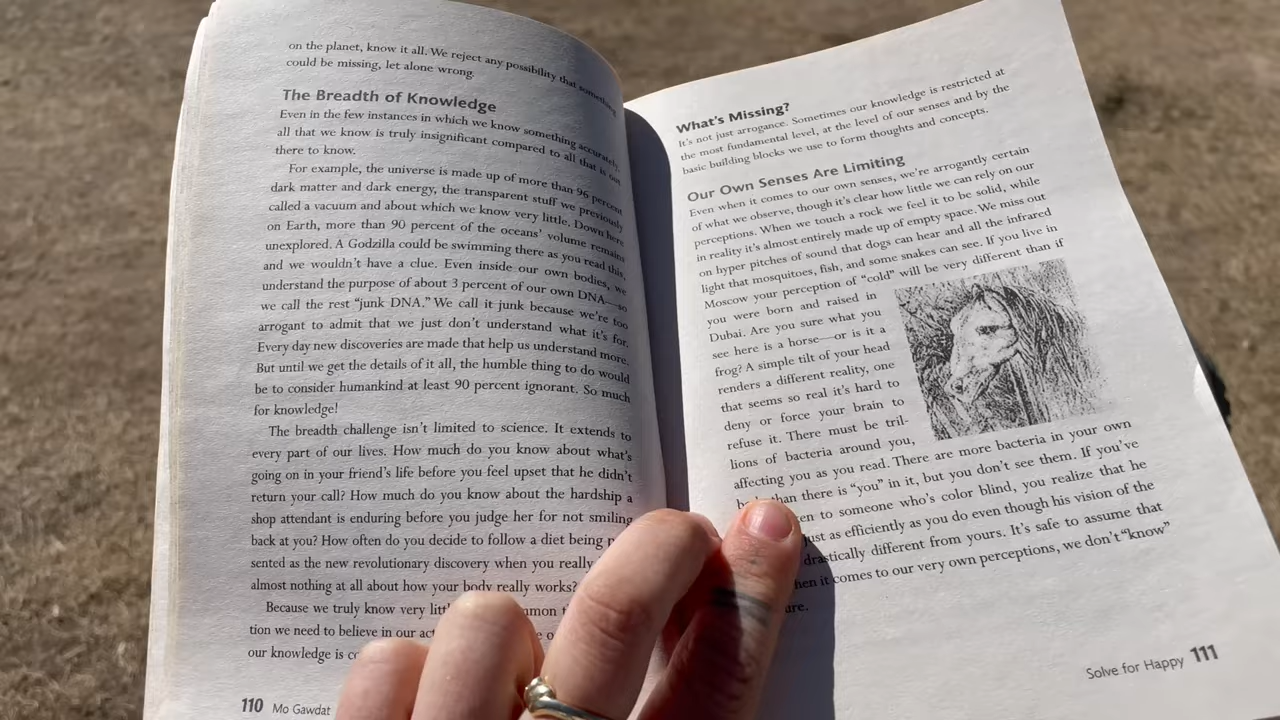 on the planet, know it all. We reject any possibility that something
could be missing, let alone wrong.
The Breadth of Knowledge
Even in the few instances in which we know something accurately,
all that we know is truly insignificant compared to all that is out
there to know.
For example, the universe is made up of more than 96 percent
dark matter and dark energy, the transparent stuff we previously
called a vacuum and about which we know very little. Down here
on Earth, more than 90 percent of the oceans' volume remains
unexplored. A Godzilla could be swimming there as you read this,
and we wouldn't have a clue. Even inside our own bodies, we
understand the purpose of about 3 percent of our own DNA—so
we call the rest "junk DNA." We call it junk because we're too
arrogant to admit that we just don't understand what it's for.
Every day new discoveries are made that help us understand more.
But until we get the details of it all, the humble thing to do would
be to consider humankind at least 90 percent ignorant. So much
for knowledge!
The breadth challenge isn't limited to science. It extends to
every part of our lives. How much do you know about what's
going on in your friend's life before you feel upset that he didn't
return your call? How much do you know about the hardship a
shop attendant is enduring before you judge her for not smiling
back at you? How often do you decide to follow a diet being
sented as the new revolutionary discovery when you really
almost nothing at all about how your body really works?
Because we truly know very
tion we need to believe in our
our knowledge is
110 Mo Gawdat
What's Missing?
It's not just arrogance. Sometimes our knowledge is restricted at
the most fundamental level, at the level of our senses and by the
basic building blocks we use to form thoughts and concepts.
Our Own Senses Are Limiting
Even when it comes to our own senses, we're arrogantly certain
of what we observe, though it's clear how little we can rely on our
perceptions. When we touch a rock we feel it to be solid, while
in reality it's almost entirely made up of empty space. We miss out
on hyper pitches of sound that dogs can hear and all the infrared
light that mosquitoes, fish, and some snakes can see. If you live in
Moscow your perception of "cold" will be very different than if
you were born and raised in
Dubai. Are you sure what you
see here is a horse—or is it a
frog? A simple tilt of your head
renders a different reality, one
that seems so real it's hard to
deny or force your brain to
refuse it. There must be tril-
lions of bacteria around you,
affecting you as you read. There are more bacteria in your own
than there is "you" in it, but you don't see them. If you've
to someone who's color blind, you realize that he
just as efficiently as you do even though his vision of the
drastically different from yours. It's safe to assume that
it comes to our very own perceptions, we don't "know"
Solve for Happy 111